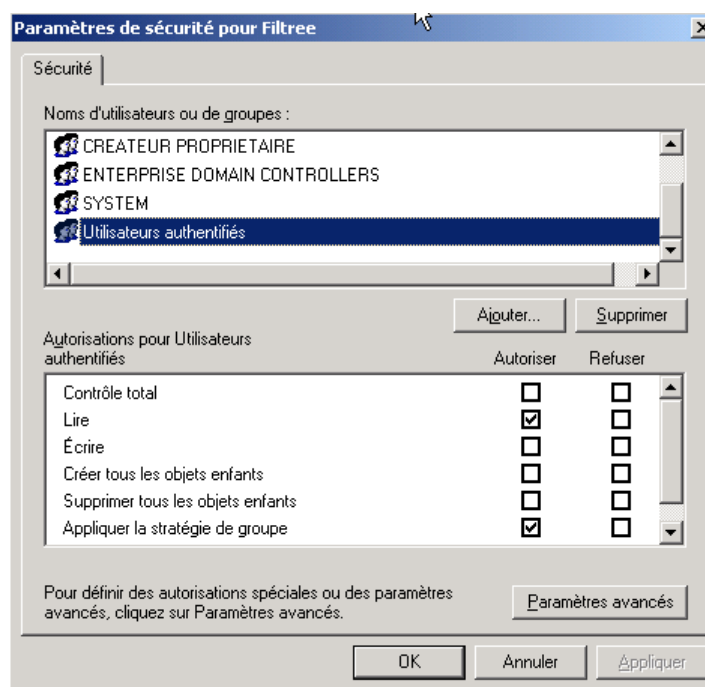 Paramètres de sécurité pour Filtree
Sécurité
Noms d'utilisateurs ou de groupes :
CREATEUR PROPRIETAIRE
ENTERPRISE DOMAIN CONTROLLERS
SYSTEM
Utilisateurs authentifiés
Ajouter...
Supprimer
Autorisations pour Utilisateurs
authentifiés
Autoriser
Refuser
Contrôle total
Lire
Écrire
Créer tous les objets enfants
Supprimer tous les objets enfants
Appliquer la stratégie de groupe
Pour définir des autorisations spéciales ou des paramètres
avancés, cliquez sur Paramètres avancés.
Paramètres avancés
OK
Annuler
Appliquer